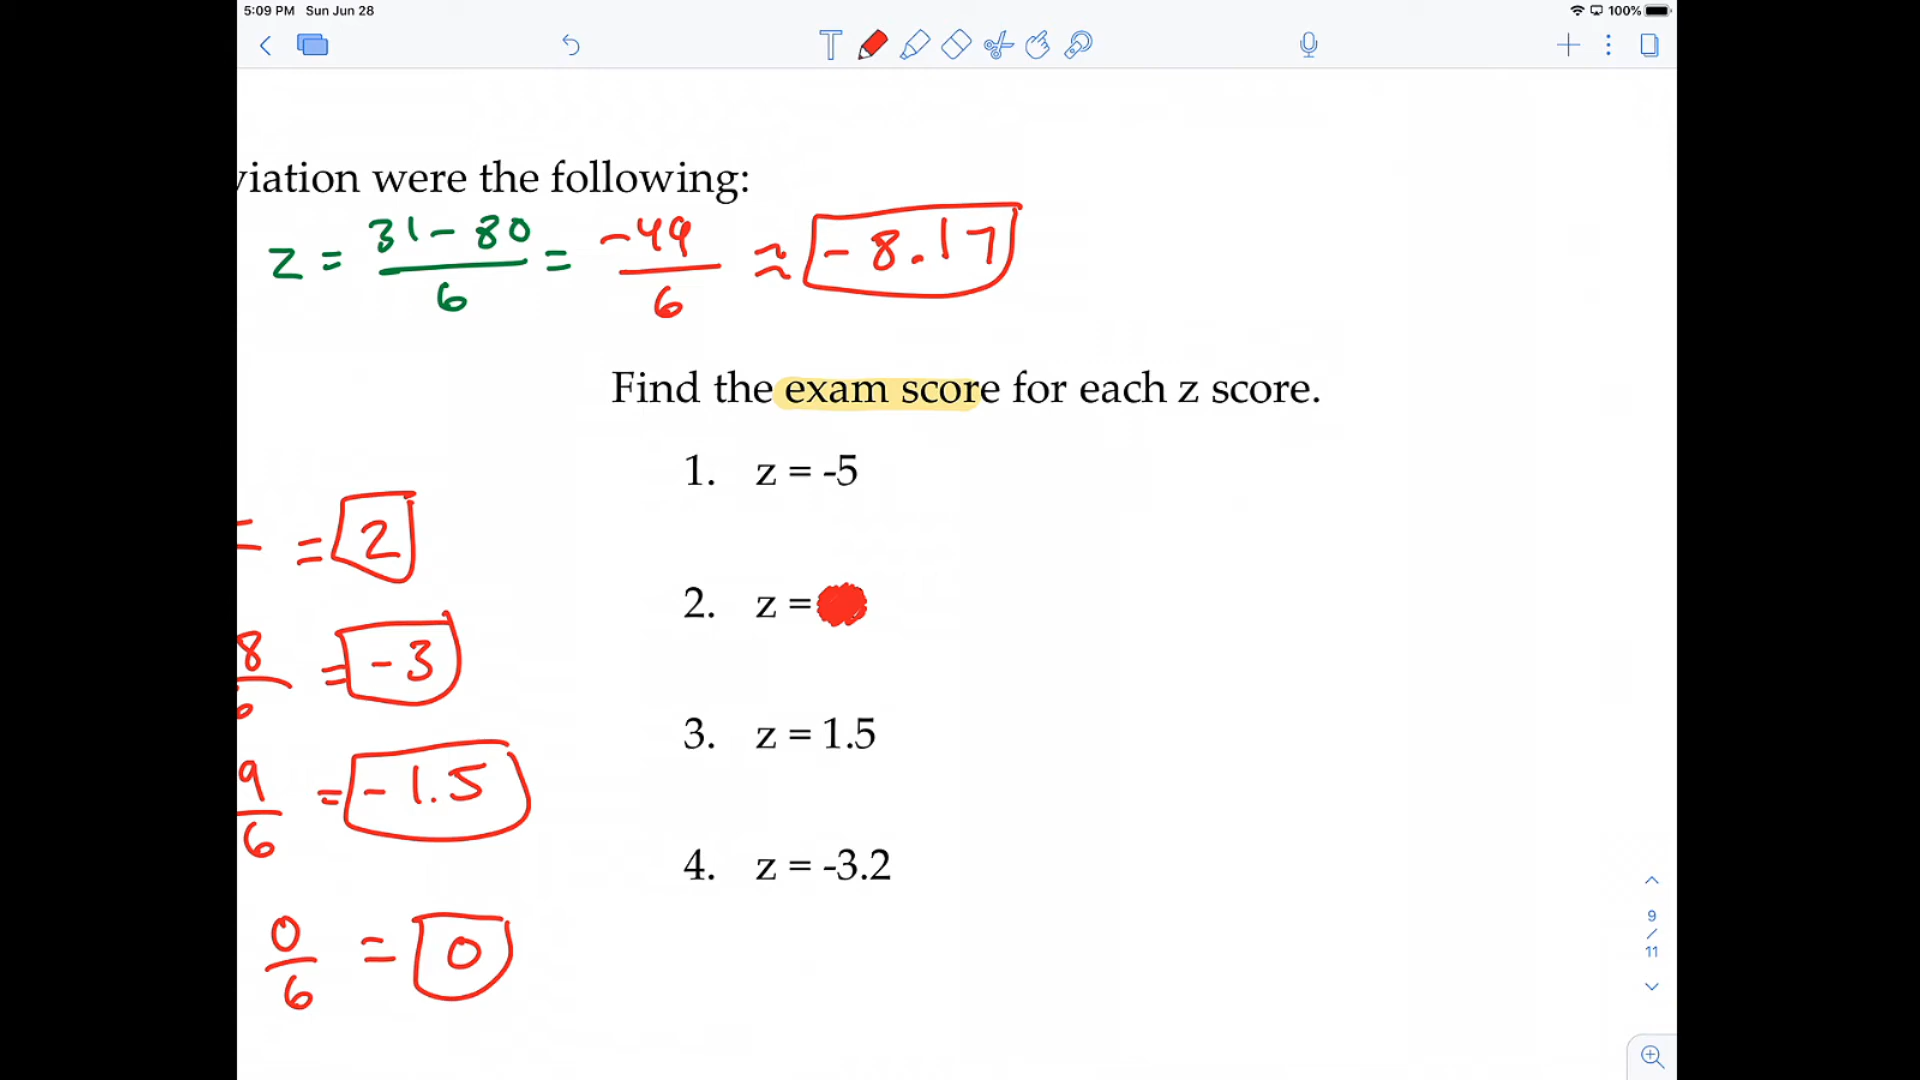 5:09 PM Sun Jun 28
100%
T
viation were the following:
z = 31 - 80 / 6 = -49 / 6 ≈ -8.17
Find the exam score for each z score.
1. z = -5
= 2
2. z =
8 = -3
3. z = 1.5
9 / 6 = -1.5
4. z = -3.2
0 / 6 = 0
9 / 11